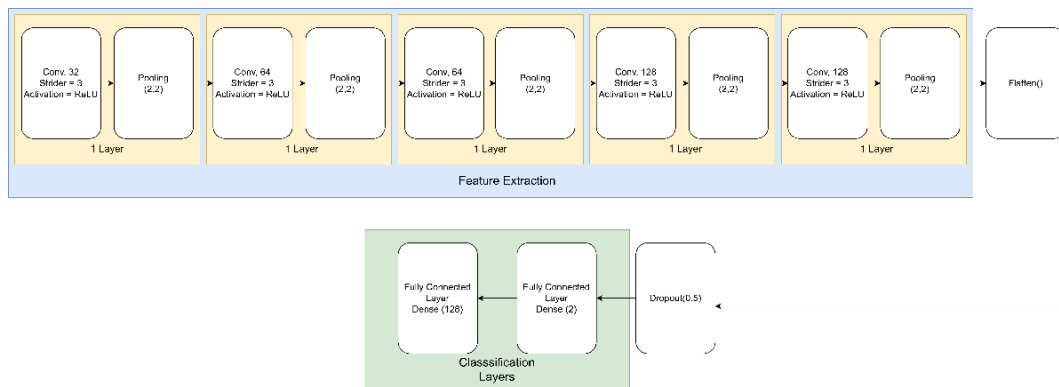 Conv, 32
Strider = 3
Activation = ReLU
Pooling
(2,2)
1 Layer
Conv, 64
Strider = 3
Activation = ReLU
Pooling
(2,2)
1 Layer
Conv, 64
Strider = 3
Activation = ReLU
Pooling
(2,2)
1 Layer
Conv, 128
Strider = 3
Activation = ReLU
Pooling
(2,2)
1 Layer
Conv, 128
Strider = 3
Activation = ReLU
Pooling
(2,2)
1 Layer
Flatten()
Feature Extraction
Fully Connected
Layer
Dense (128)
Fully Connected
Layer
Dense (2)
Dropout(0.5)
Classsification
Layers